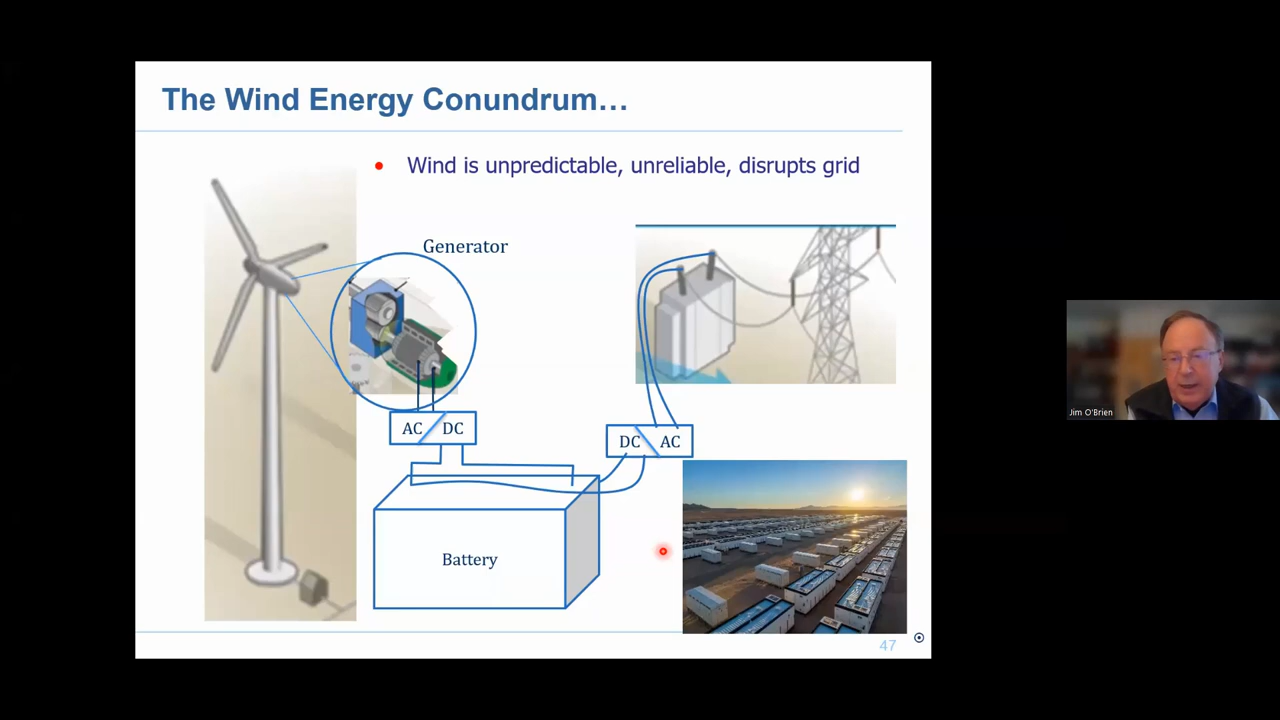 The Wind Energy Conundrum…
• Wind is unpredictable, unreliable, disrupts grid
Generator
AC DC
DC AC
Battery
47
Jim O'Brien